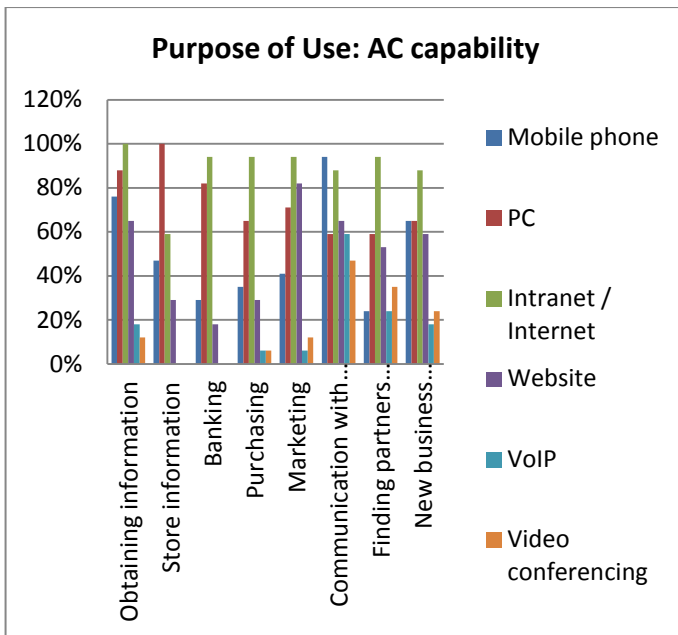 Purpose of Use: AC capability
120%
100%
80%
60%
40%
20%
0%
Obtaining information
Store information
Banking
Purchasing
Marketing
Communication with...
Finding partners...
New business...
Mobile phone
PC
Intranet /
Internet
Website
VoIP
Video
conferencing